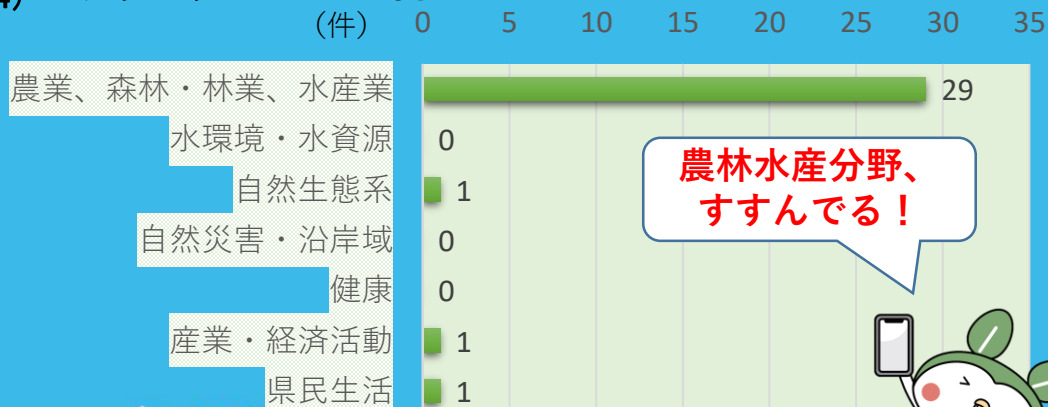 (件) 0 5 10 15 20 25 30 35
農業、森林・林業、水産業 29
水環境・水資源 0
自然生態系 1
自然災害・沿岸域 0
健康 0
産業・経済活動 1
県民生活 1
農林水産分野、
すすんでる！